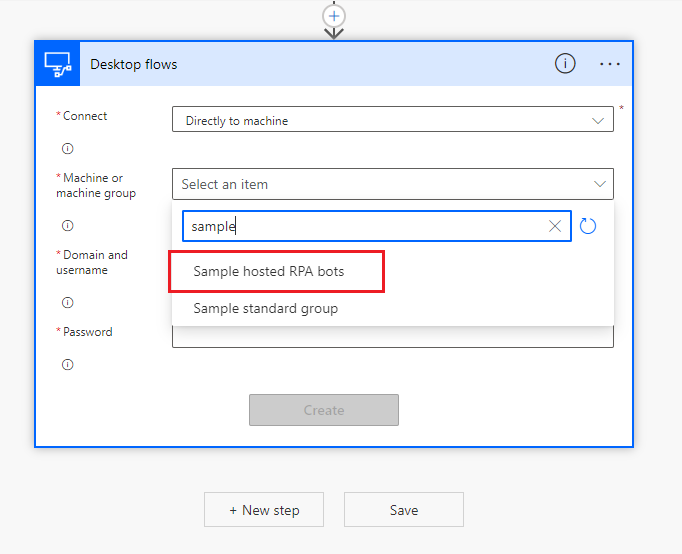 Desktop flows
* Connect
Directly to machine
*
* Machine or
machine group
Select an item
sample
Sample hosted RPA bots
Sample standard group
* Domain and
username
* Password
Create
+ New step
Save